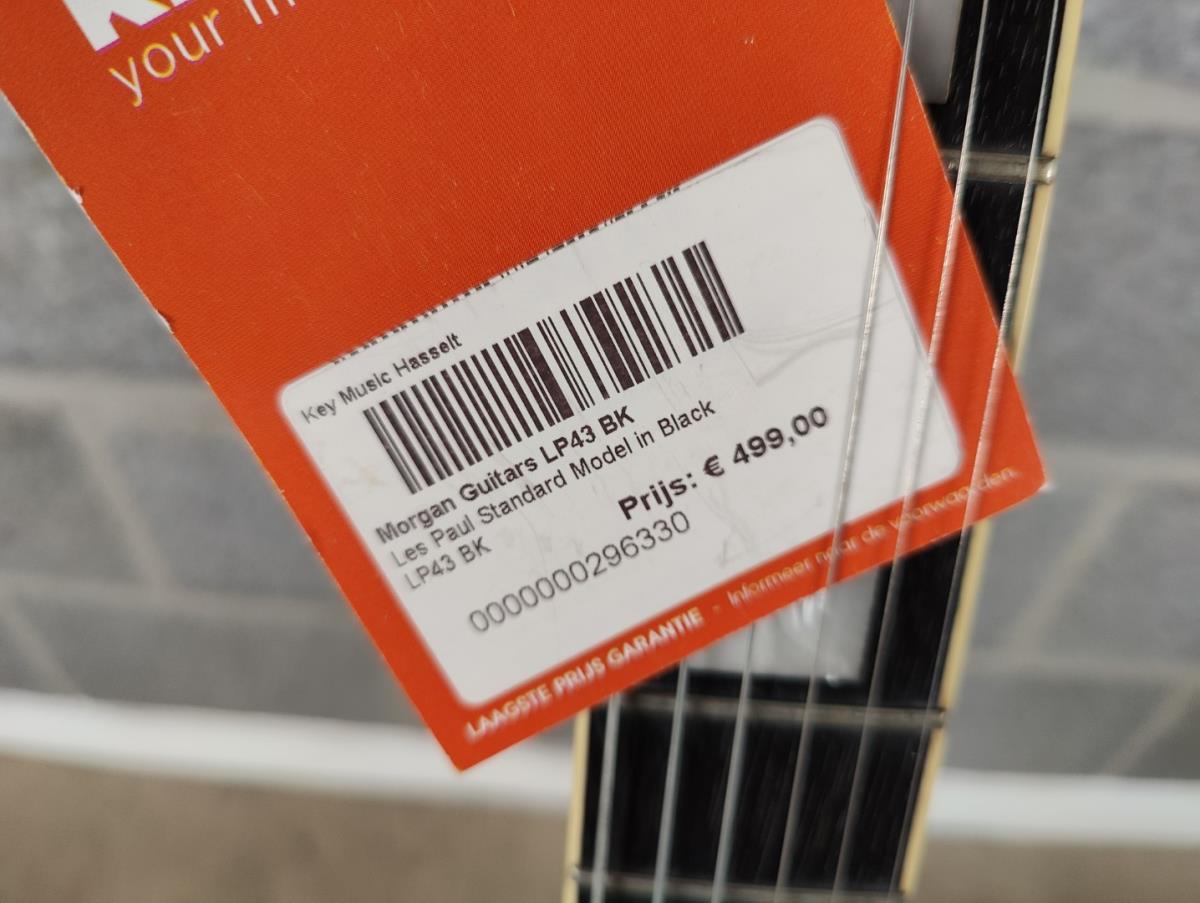 your m
Key Music Hasselt
Morgan Guitars LP43 BK
Les Paul Standard Model in Black
LP43 BK
Prijs: € 499,00
0000000296330
LAAGSTE PRIJS GARANTIE - Informeer naar de voorwaarden.